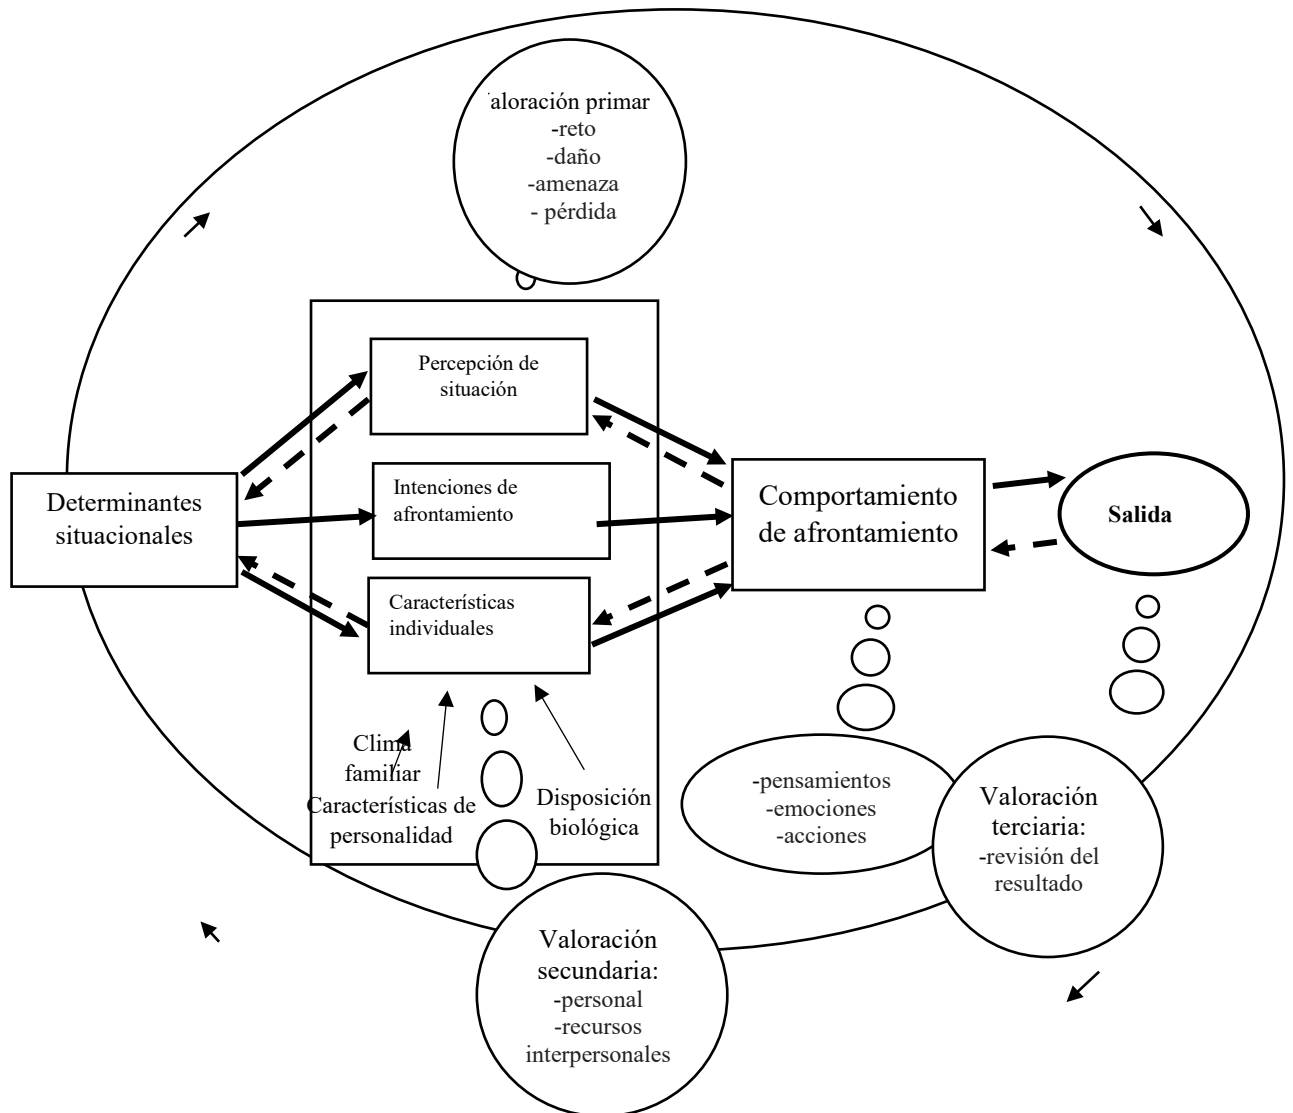 aloración primar
-reto
-daño
-amenaza
- pérdida
Percepción de
situación
Determinantes
situacionales
Intenciones de
afrontamiento
Comportamiento
de afrontamiento
Salida
Características
individuales
Clima
familiar
Características de
personalidad
Disposición
biológica
-pensamientos
-emociones
-acciones
Valoración
terciaria:
-revisión del
resultado
Valoración
secundaria:
-personal
-recursos
interpersonales